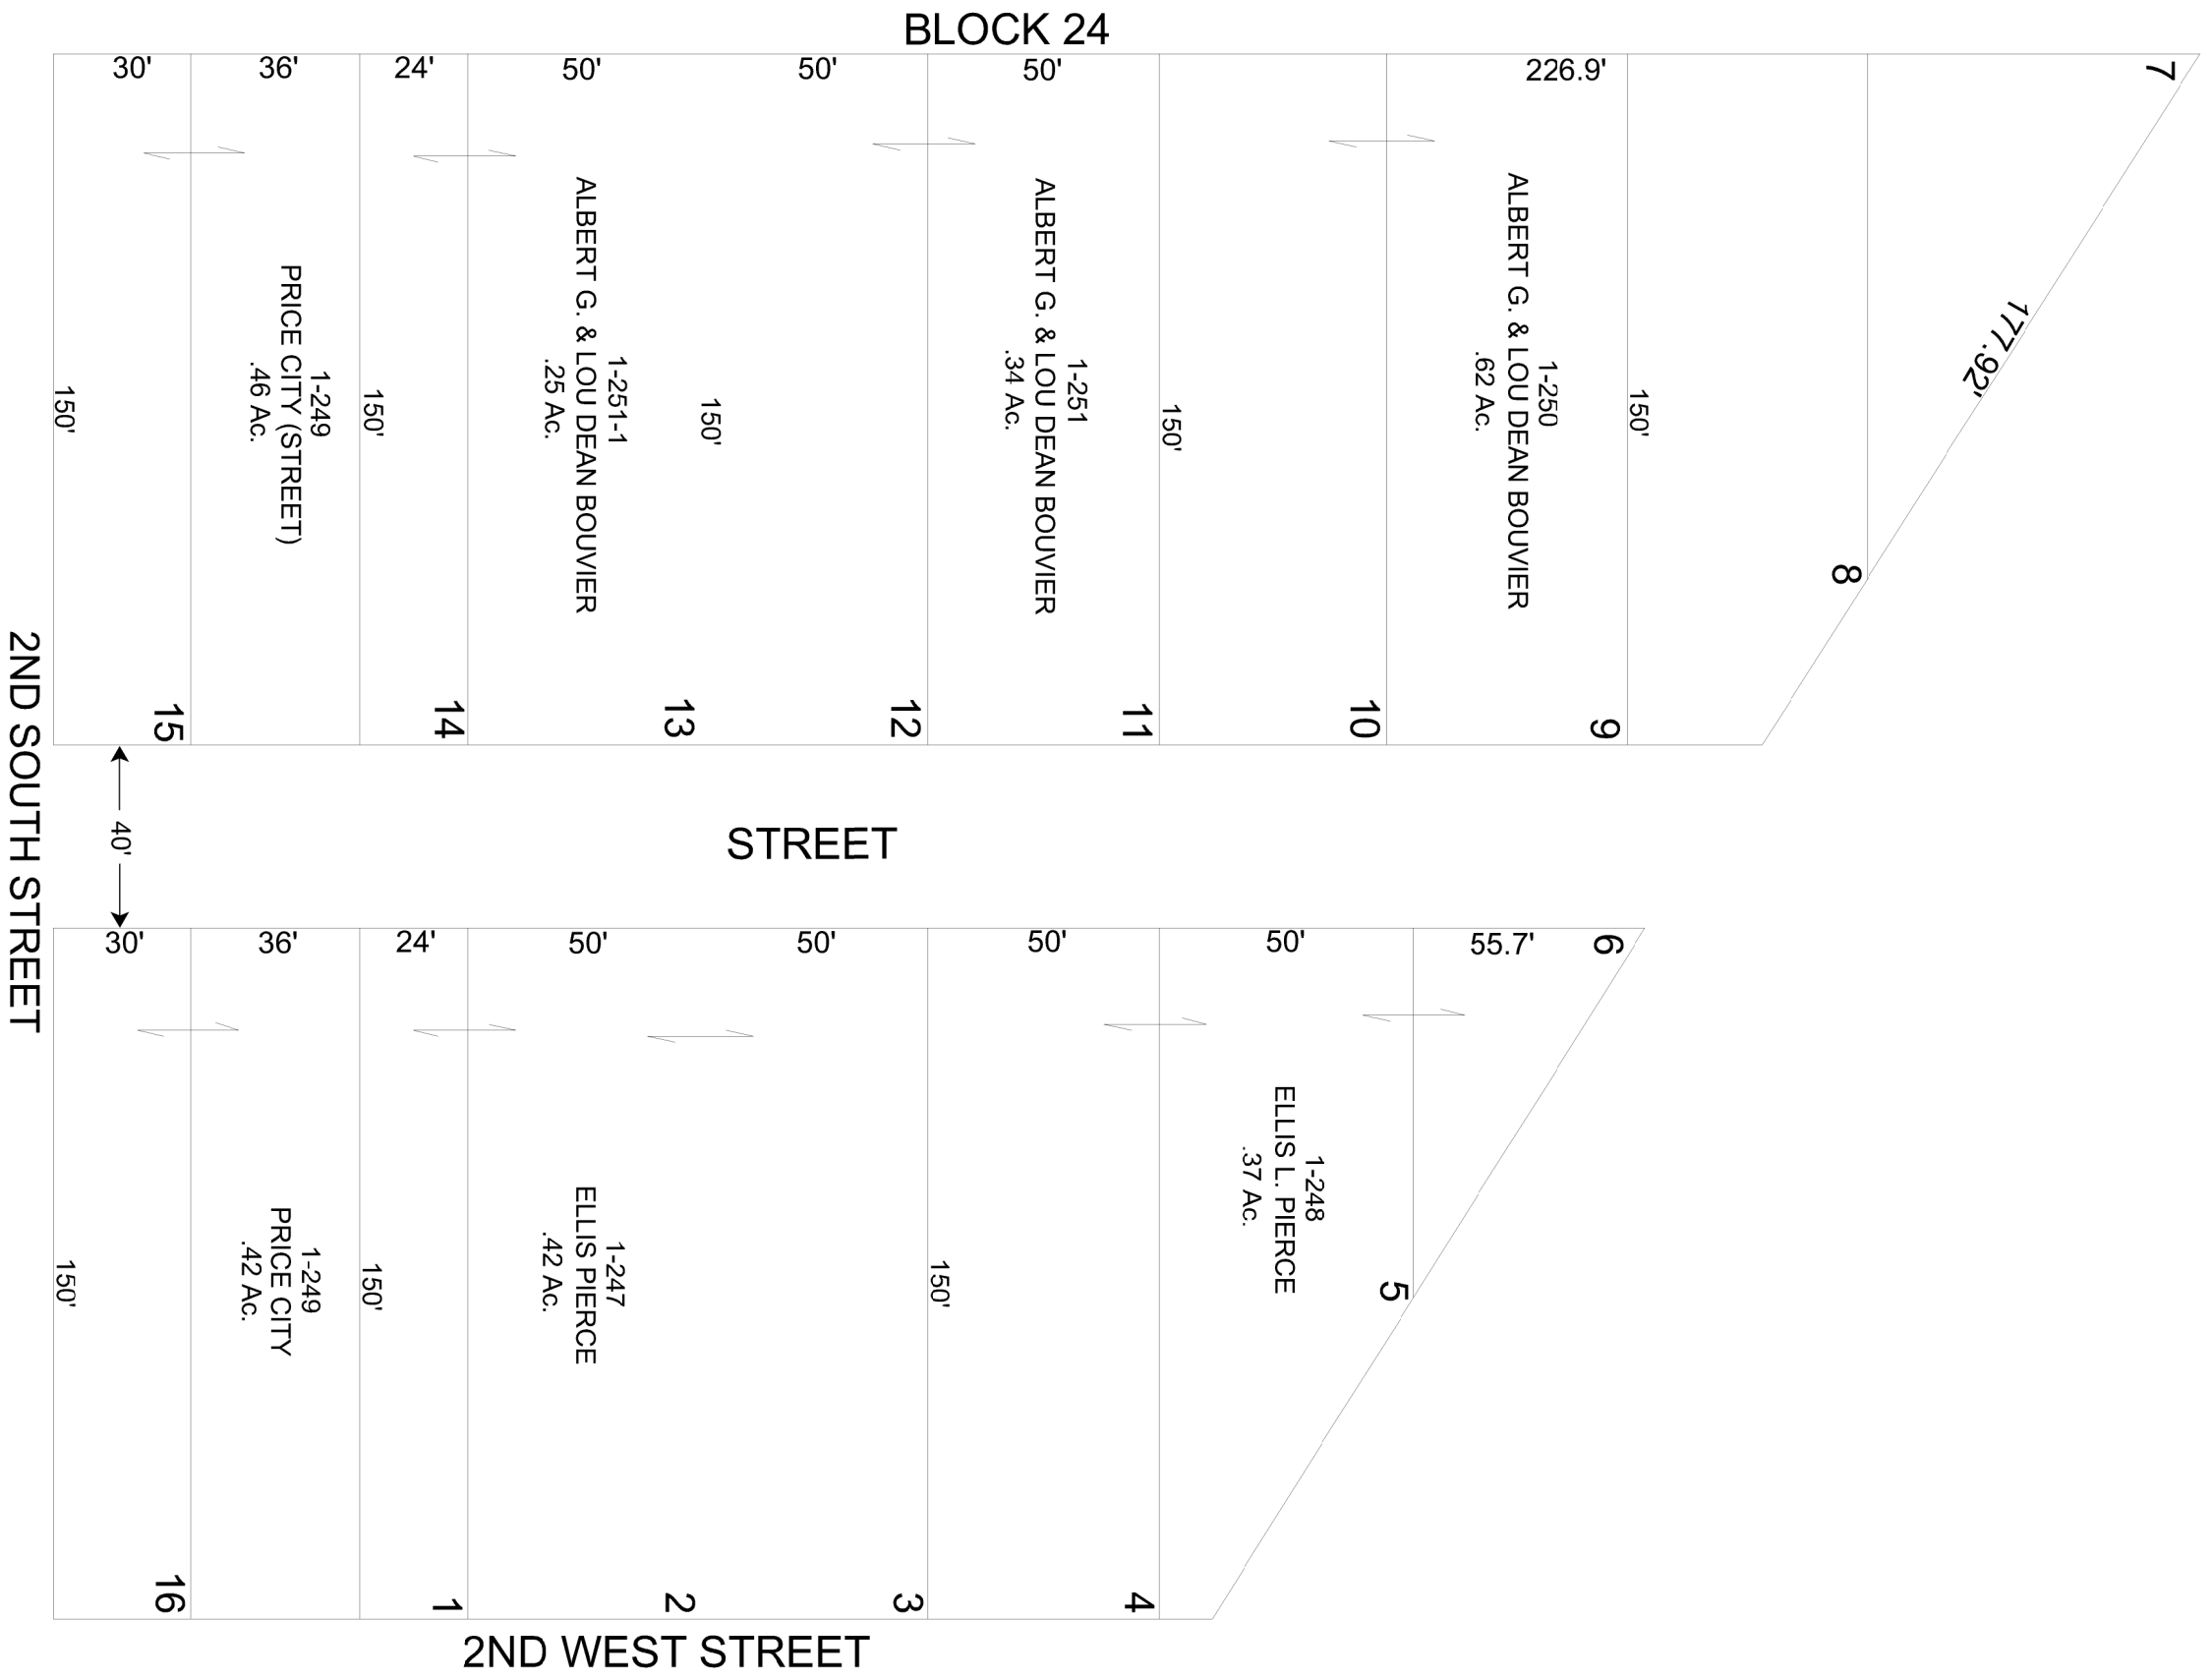 BLOCK 24
30'
36'
24'
50'
50'
50'
226.9'
7
177.92'
150'
1-249
PRICE CITY (STREET)
.46 Ac.
150'
1-251-1
ALBERT G. & LOU DEAN BOUVIER
.25 Ac.
150'
1-251
ALBERT G. & LOU DEAN BOUVIER
.34 Ac.
150'
1-250
ALBERT G. & LOU DEAN BOUVIER
.62 Ac.
150'
8
15
14
13
12
11
10
9
2ND SOUTH STREET
40'
STREET
30'
36'
24'
50'
50'
50'
50'
55.7'
6
150'
1-249
PRICE CITY
.42 Ac.
150'
1-247
ELLIS PIERCE
.42 Ac.
150'
1-248
ELLIS L. PIERCE
.37 Ac.
5
16
1
2
3
4
2ND WEST STREET